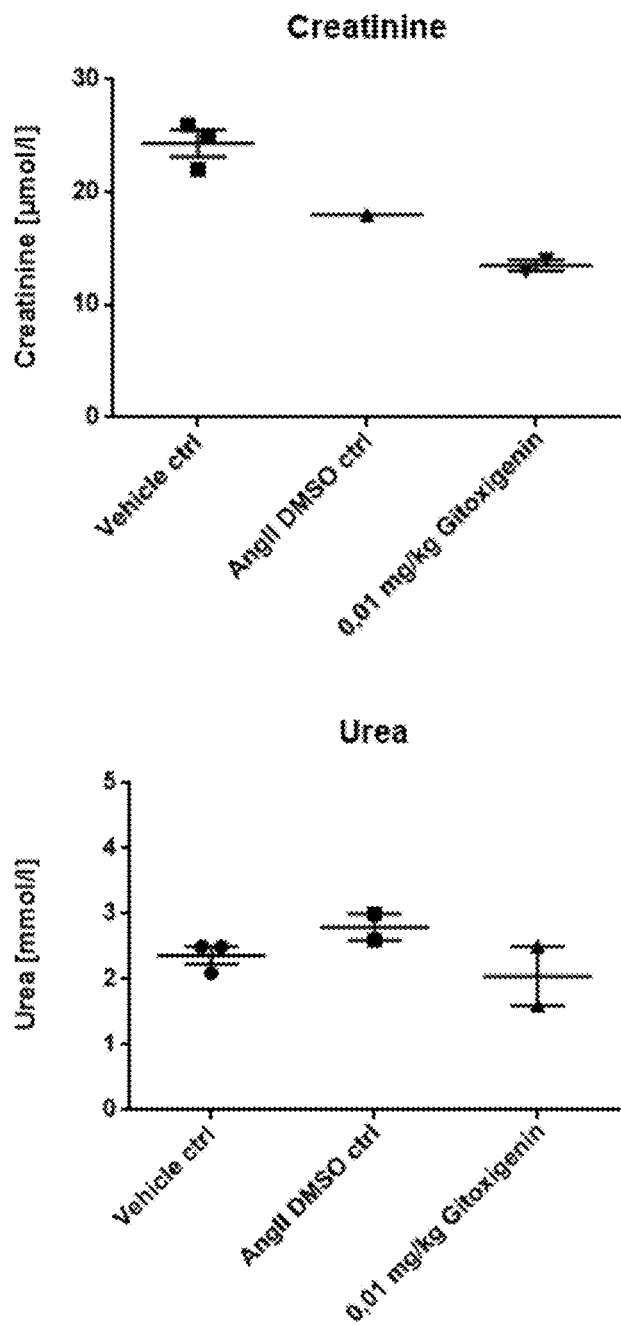 Creatinine
Creatinine [µmol/l]
30
20
10
0
Vehicle ctrl
AngII DMSO ctrl
0,01 mg/kg Gitoxigenin
Urea
Urea [mmol/l]
5
4
3
2
1
0
Vehicle ctrl
AngII DMSO ctrl
0,01 mg/kg Gitoxigenin